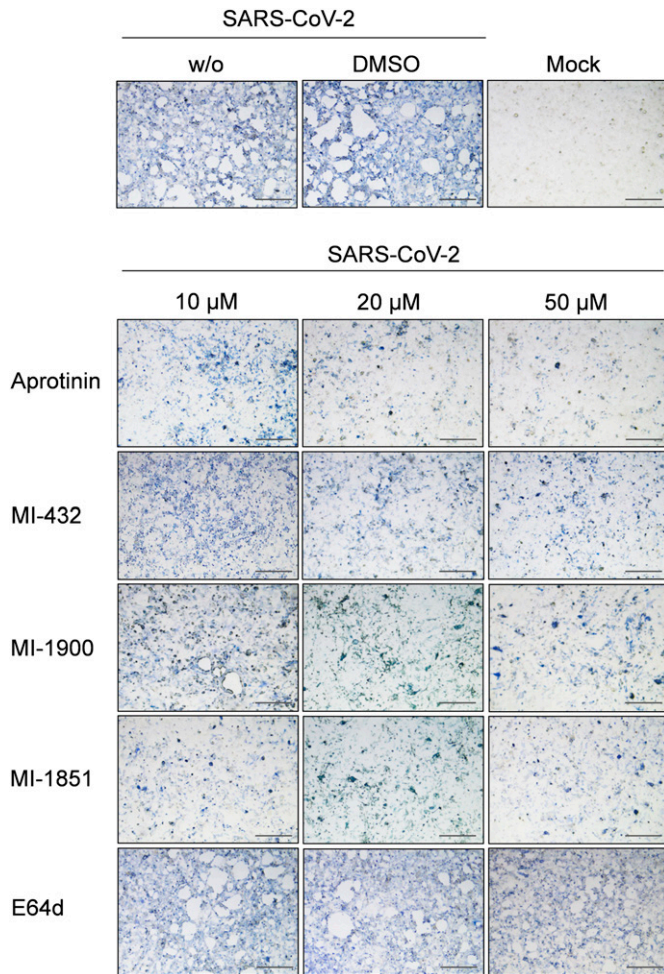 SARS-CoV-2
w/o DMSO Mock
SARS-CoV-2
10 µM 20 µM 50 µM
Aprotinin
MI-432
MI-1900
MI-1851
E64d